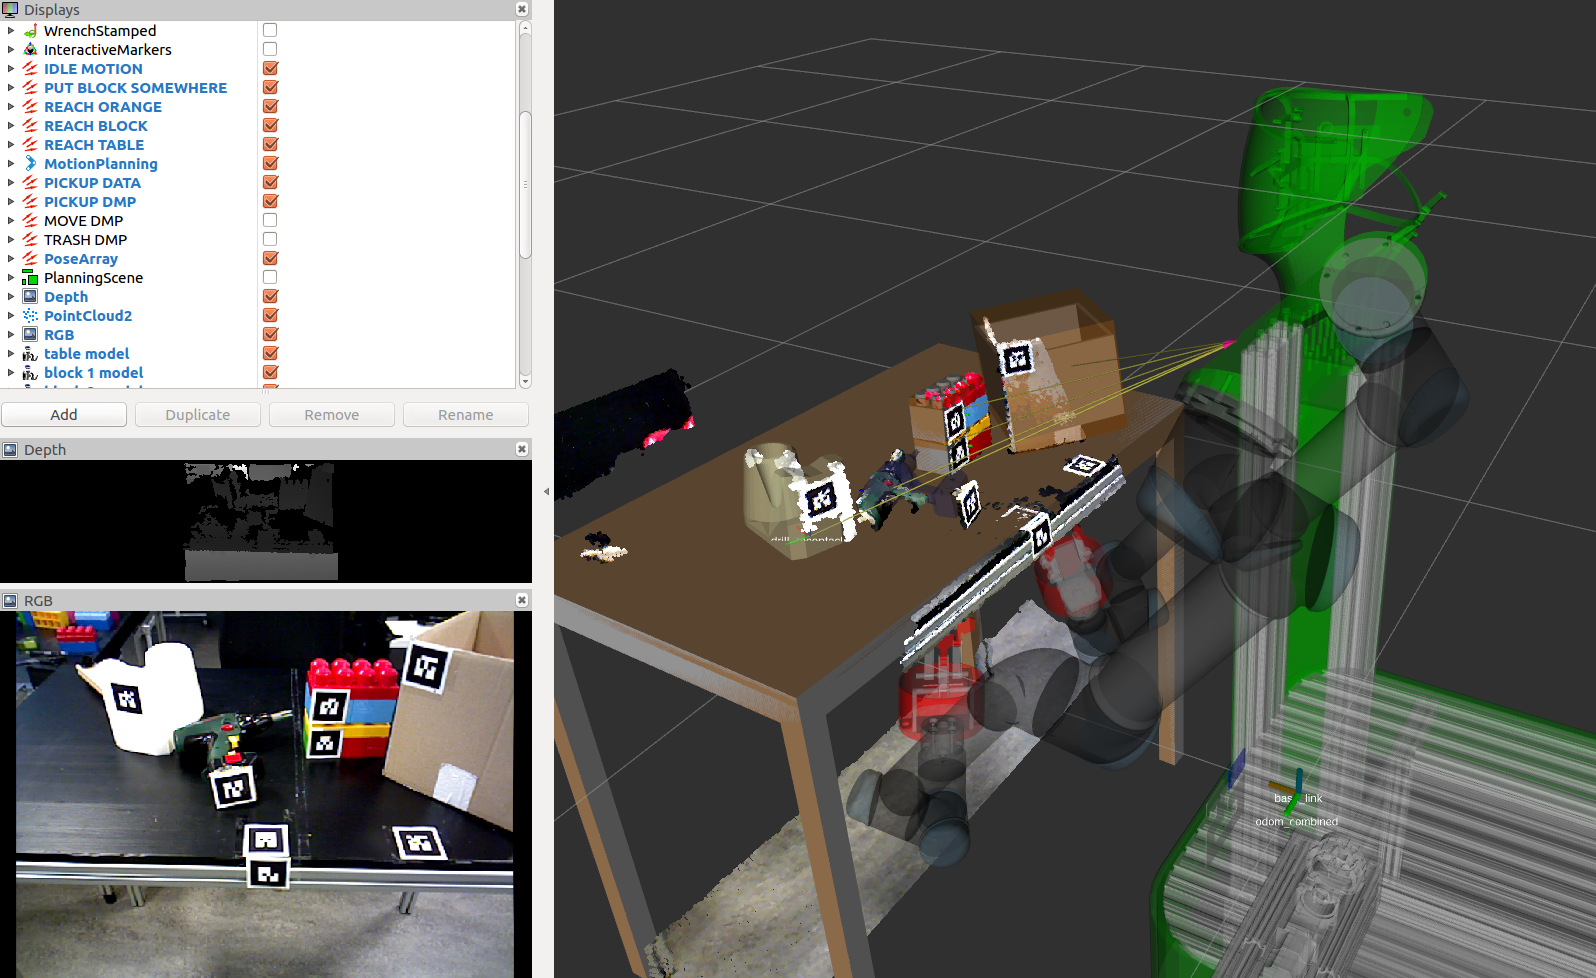 Displays
WrenchStamped
InteractiveMarkers
IDLE MOTION
PUT BLOCK SOMEWHERE
REACH ORANGE
REACH BLOCK
REACH TABLE
MotionPlanning
PICKUP DATA
PICKUP DMP
MOVE DMP
TRASH DMP
PoseArray
PlanningScene
Depth
PointCloud2
RGB
table model
block 1 model
Add Duplicate Remove Rename
Depth
RGB
base_link
odom_combined